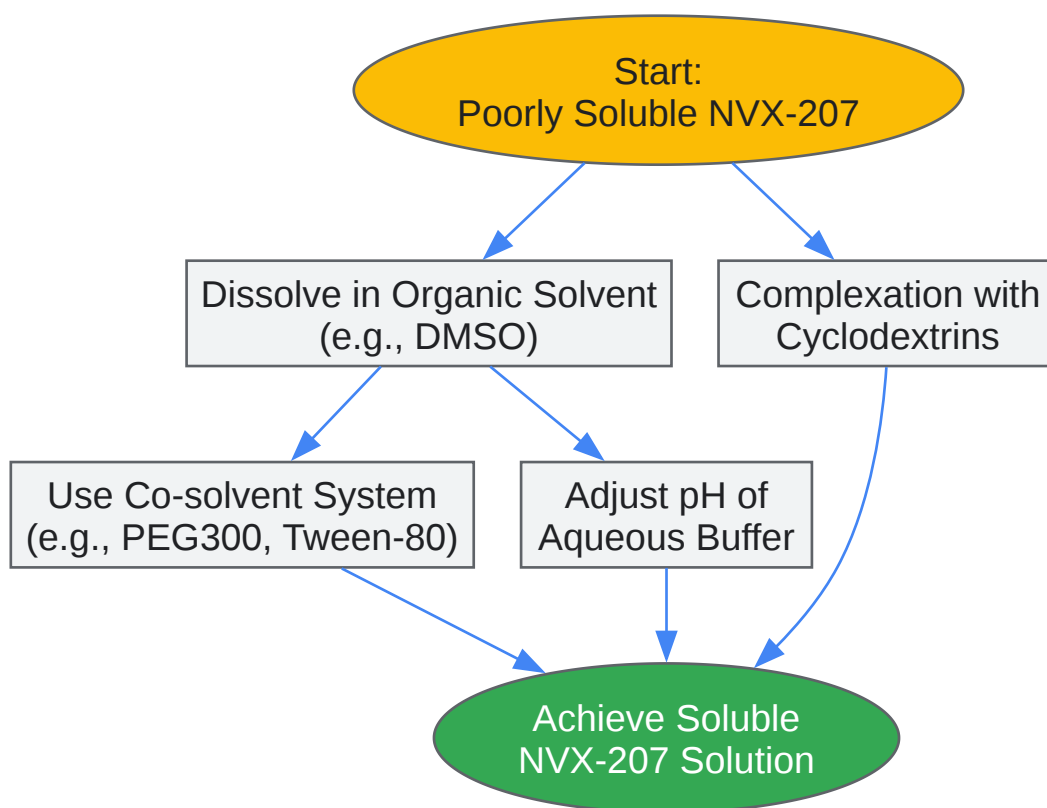 Start:
Poorly Soluble NVX-207
Dissolve in Organic Solvent
(e.g., DMSO)
Complexation with
Cyclodextrins
Use Co-solvent System
(e.g., PEG300, Tween-80)
Adjust pH of
Aqueous Buffer
Achieve Soluble
NVX-207 Solution